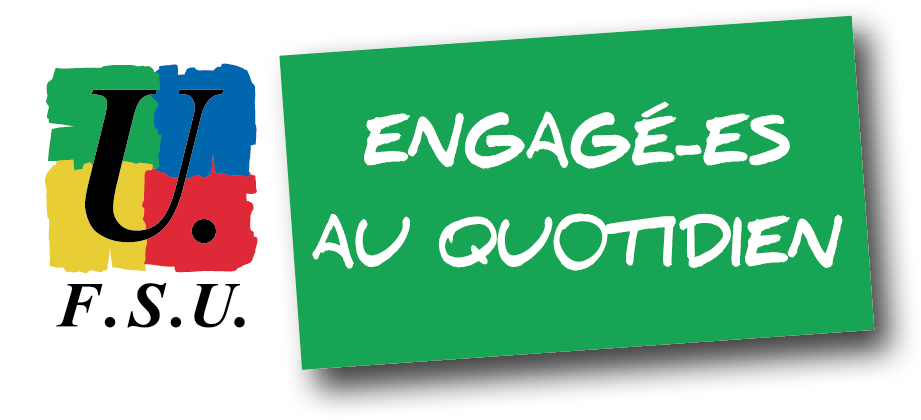 U.
F.S.U.
ENGAGÉ-ES
AU QUOTIDIEN